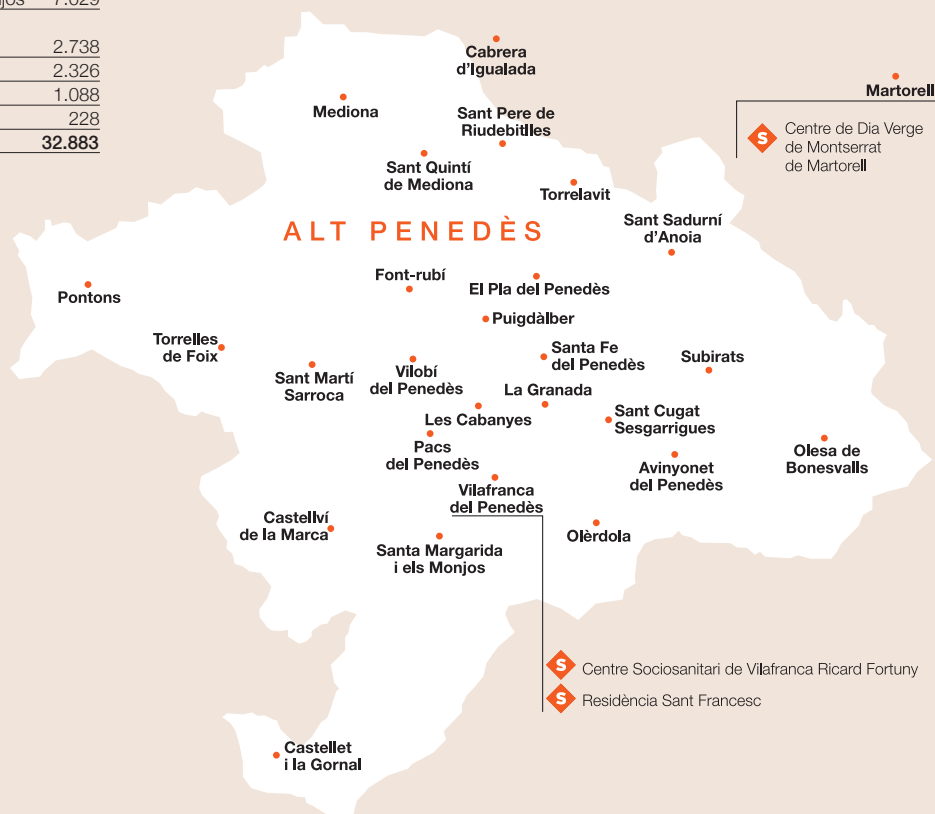 7.629
2.738
2.326
1.088
228
32.883
Cabrera
d'Igualada
Martorell
Mediona
Sant Pere de
Riudebitlles
S
Centre de Dia Verge
de Montserrat
de Martorell
Sant Quintí
de Mediona
Torrelavit
Sant Sadurní
d'Anoia
ALT PENEDÈS
Font-rubí
El Pla del Penedès
Pontons
Puigdàlber
Torrelles
de Foix
Santa Fe
del Penedès
Subirats
Sant Martí
Sarroca
Vilobí
del Penedès
La Granada
Les Cabanyes
Sant Cugat
Sesgarrigues
Pacs
del Penedès
Olesa de
Bonesvalls
Avinyonet
del Penedès
Vilafranca
del Penedès
Castellví
de la Marca
Olèrdola
Santa Margarida
i els Monjos
S Centre Sociosanitari de Vilafranca Ricard Fortuny
S Residència Sant Francesc
Castellet
i la Gornal